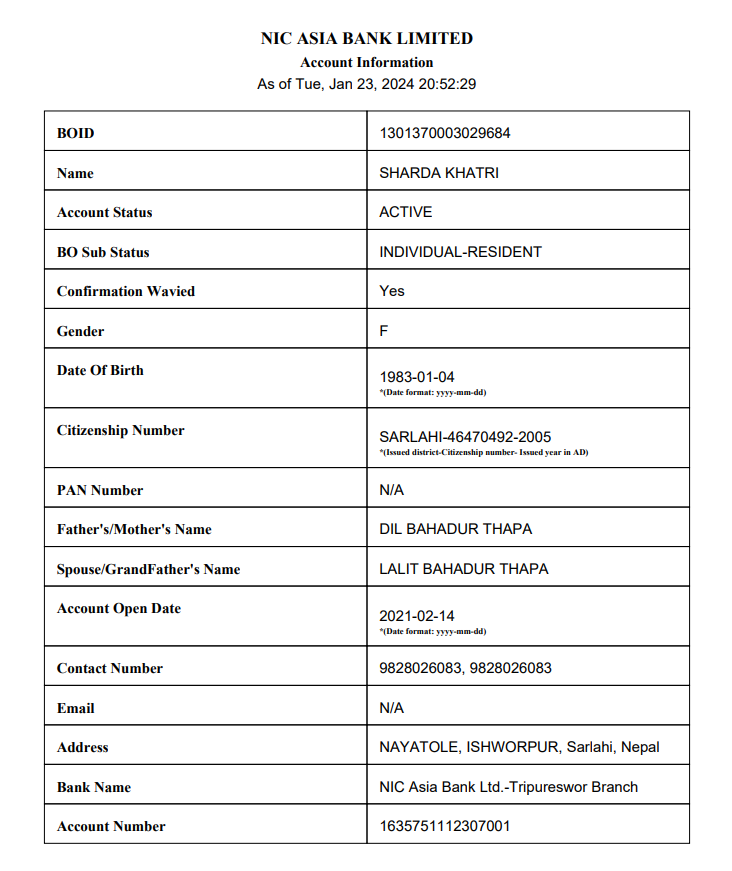 NIC ASIA BANK LIMITED
Account Information
As of Tue, Jan 23, 2024 20:52:29
BOID 1301370003029684
Name SHARDA KHATRI
Account Status ACTIVE
BO Sub Status INDIVIDUAL-RESIDENT
Confirmation Wavied Yes
Gender F
Date Of Birth 1983-01-04
*(Date format: yyyy-mm-dd)
Citizenship Number SARLAHI-46470492-2005
*(Issued district-Citizenship number- Issued year in AD)
PAN Number N/A
Father's/Mother's Name DIL BAHADUR THAPA
Spouse/GrandFather's Name LALIT BAHADUR THAPA
Account Open Date 2021-02-14
*(Date format: yyyy-mm-dd)
Contact Number 9828026083, 9828026083
Email N/A
Address NAYATOLE, ISHWORPUR, Sarlahi, Nepal
Bank Name NIC Asia Bank Ltd.-Tripureswor Branch
Account Number 1635751112307001